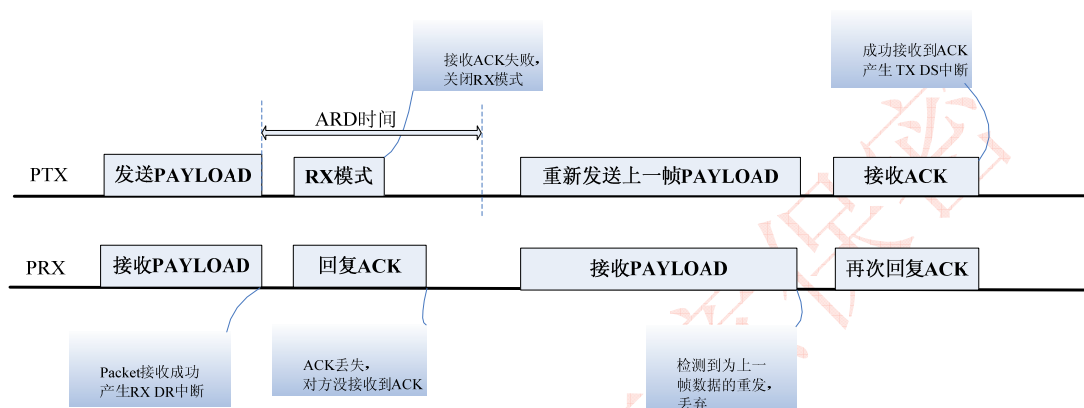 接收ACK失败，
关闭RX模式
成功接收到ACK
产生 TX DS中断
ARD时间
PTX
发送PAYLOAD
RX模式
重新发送上一帧PAYLOAD
接收ACK
PRX
接收PAYLOAD
回复ACK
接收PAYLOAD
再次回复ACK
Packet接收成功
产生RX DR中断
ACK丢失，
对方没接收到ACK
检测到为上一
帧数据的重发，
丢弃
保密